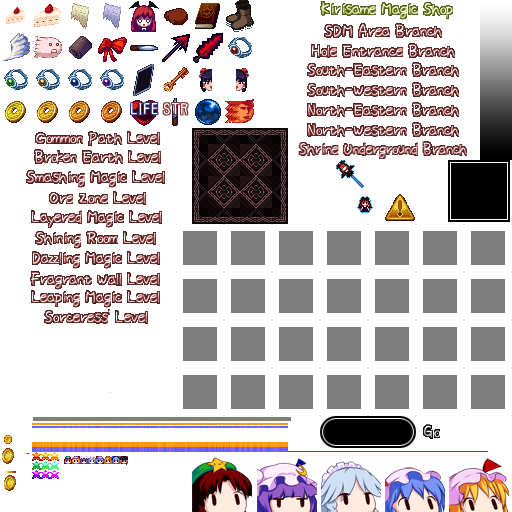 Kirisame Magic Shop
SDM Area Branch
Hole Entrance Branch
South-Eastern Branch
South-Western Branch
North-Eastern Branch
North-Western Branch
Shrine Underground Branch
LIFE STR
Common Path Level
Broken Earth Level
Smashing Magic Level
Ore Zone Level
Layered Magic Level
Shining Room Level
Dazzling Magic Level
Fragrant Wall Level
Leaping Magic Level
Sorceress' Level
Go